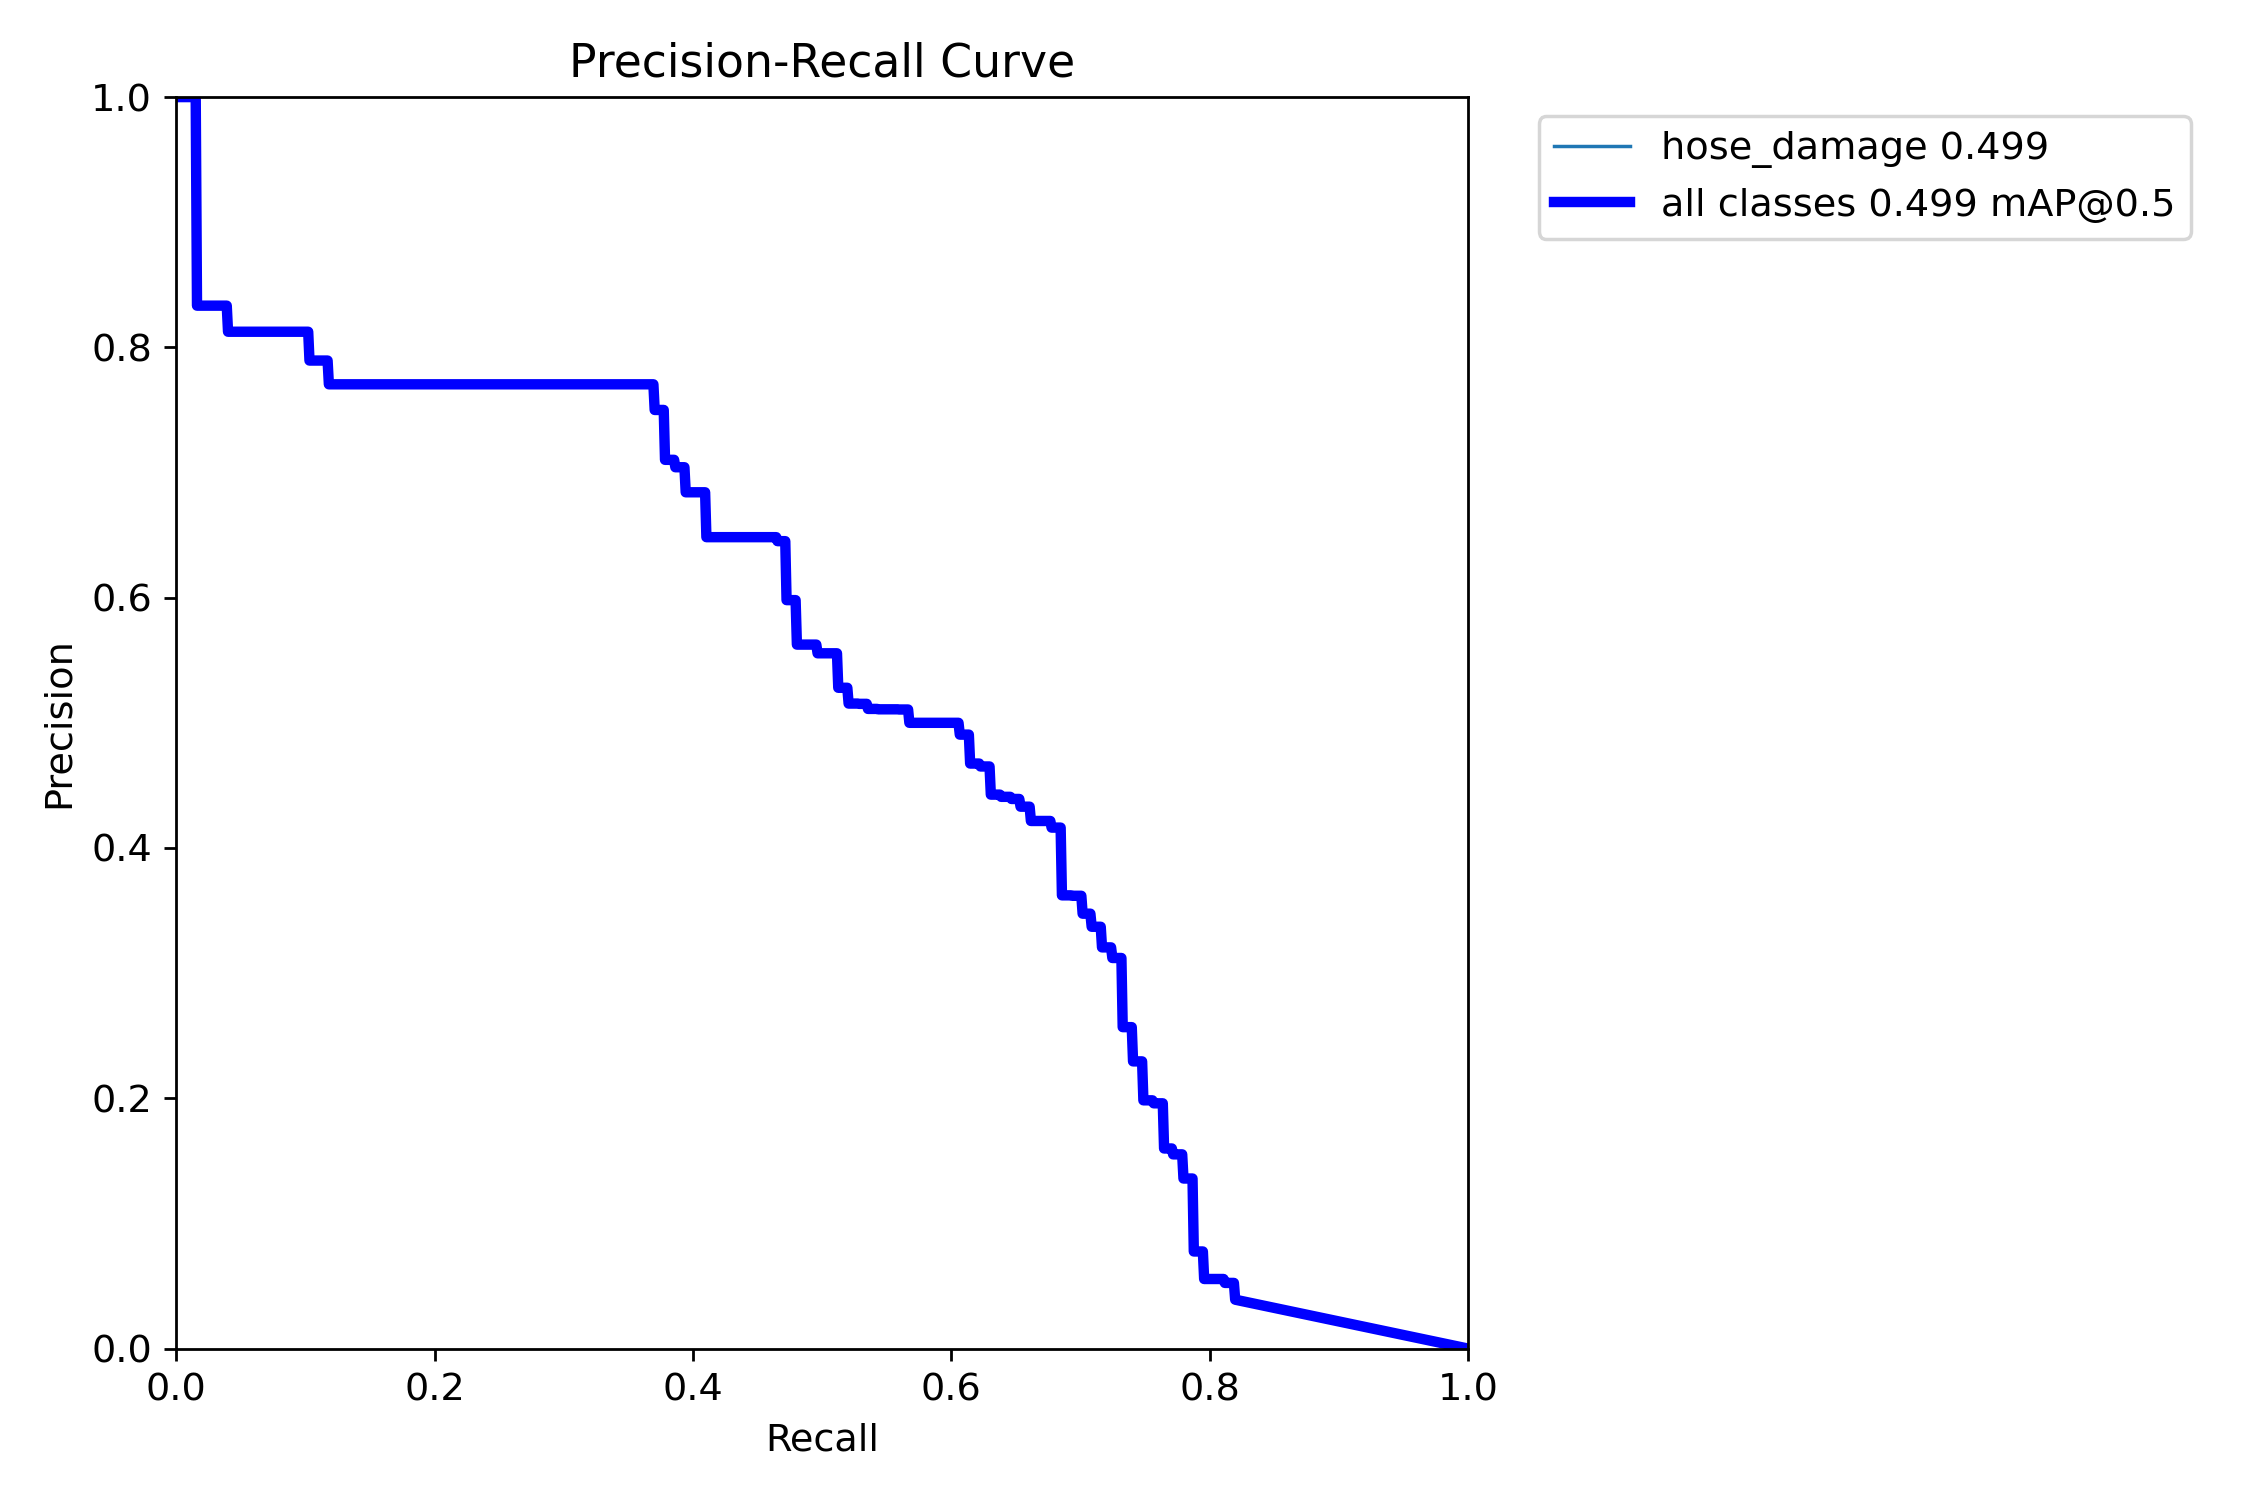 Precision-Recall Curve
1.0
0.8
0.6
0.4
0.2
0.0
Precision
0.0 0.2 0.4 0.6 0.8 1.0
Recall
hose_damage 0.499
all classes 0.499 mAP@0.5